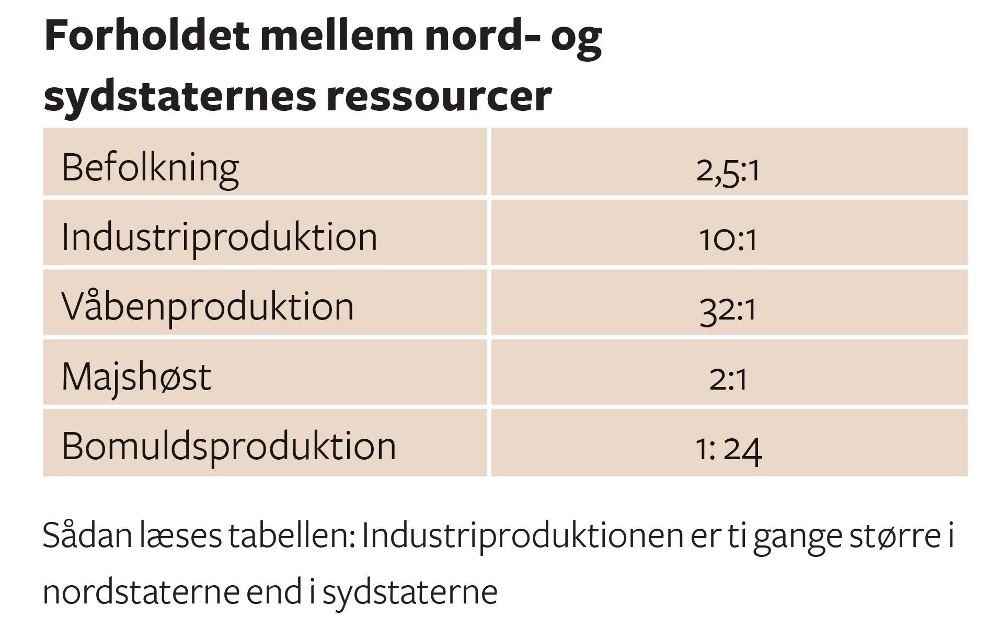 Forholdet mellem nord- og
sydstaternes ressourcer
Befolkning 2,5:1
Industriproduktion 10:1
Våbenproduktion 32:1
Majshøst 2:1
Bomuldsproduktion 1: 24
Sådan læses tabellen: Industriproduktionen er ti gange større i
nordstaterne end i sydstaterne